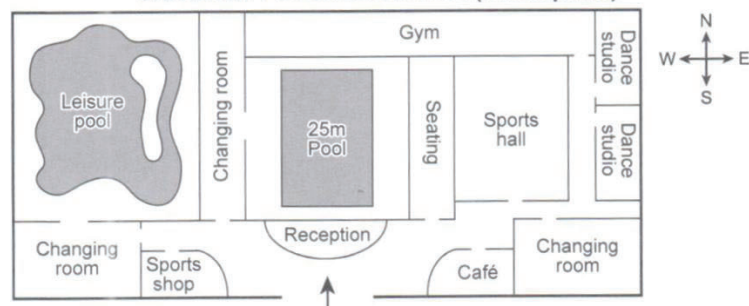 Gym
Dance
studio
N
W
E
S
Leisure
pool
Changing room
25m
Pool
Seating
Sports
hall
Dance
studio
Reception
Changing
room
Sports
shop
Café
Changing
room